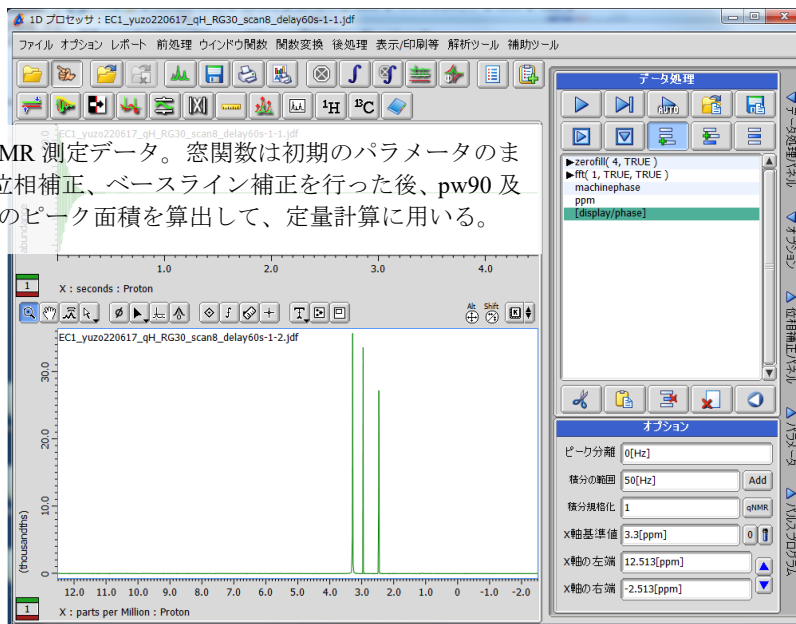 1D プロセッサ : EC1_yuzo220617_qH_RG30_scan8_delay60s-1-1.jdf
ファイル オプション レポート 前処理 ウインドウ関数 関数変換 後処理 表示/印刷等 解析ツール 補助ツール
¹H ¹³C
EC1_yuzo220617_qH_RG30_scan8_delay60s-1-1.jdf
MR 測定データ。窓関数は初期のパラメータのま
位相補正、ベースライン補正を行った後、pw90 及
のピーク面積を算出して、定量計算に用いる。
1.0 2.0 3.0 4.0
1 X : seconds : Proton
Alt Shift
EC1_yuzo220617_qH_RG30_scan8_delay60s-1-2.jdf
(thousandths)
0 10.0 20.0 30.0
12.0 11.0 10.0 9.0 8.0 7.0 6.0 5.0 4.0 3.0 2.0 1.0 0 -1.0 -2.0
1 X : parts per Million : Proton
データ処理
AUTO
zerofill( 4, TRUE )
fft( 1, TRUE, TRUE )
machinephase
ppm
[display/phase]
オプション
ピーク分離 0[Hz]
積分の範囲 50[Hz] Add
積分規格化 1 qNMR
X軸基準値 3.3[ppm] 0
X軸の左端 12.513[ppm]
X軸の右端 -2.513[ppm]
データ処理
オプション
位相補正パネル
パラメータ
パルスプログラム